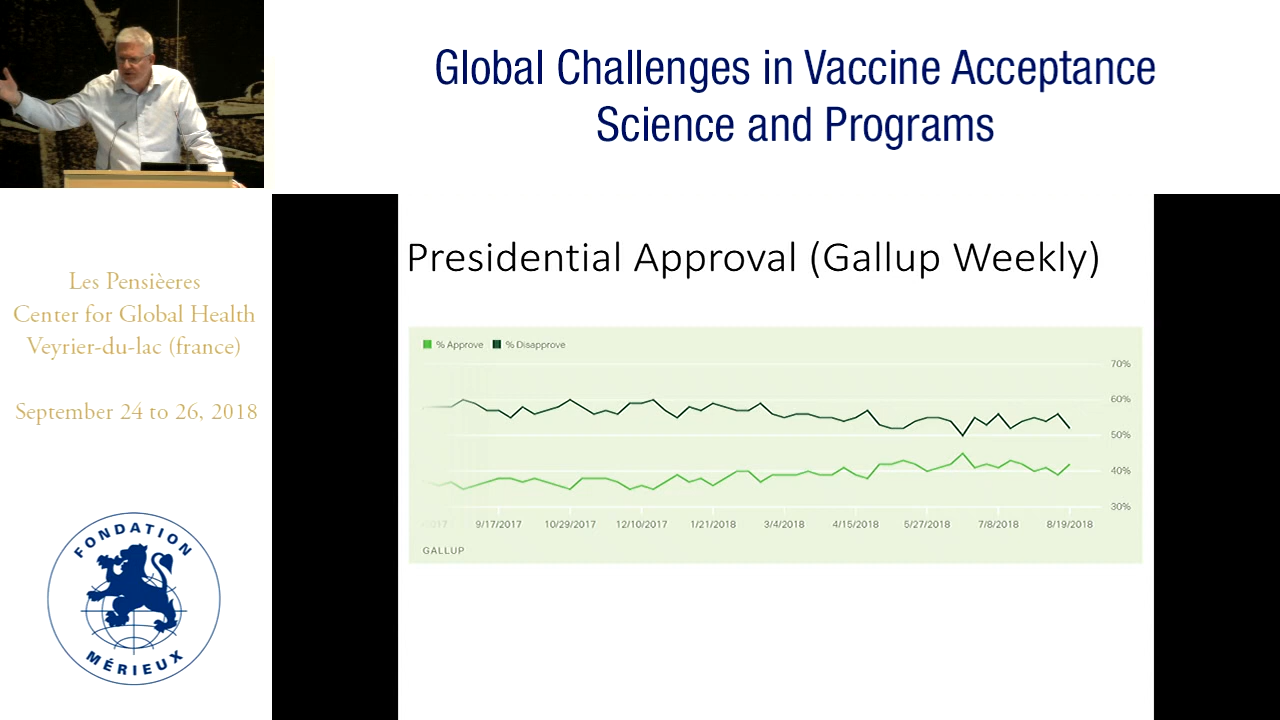 Global Challenges in Vaccine Acceptance
Science and Programs
Les Pensièeres
Center for Global Health
Veyrier-du-lac (france)
September 24 to 26, 2018
FONDATION
MÉRIEUX
Presidential Approval (Gallup Weekly)
% Approve % Disapprove
70%
60%
50%
40%
30%
2017 9/17/2017 10/29/2017 12/10/2017 1/21/2018 3/4/2018 4/15/2018 5/27/2018 7/8/2018 8/19/2018
GALLUP